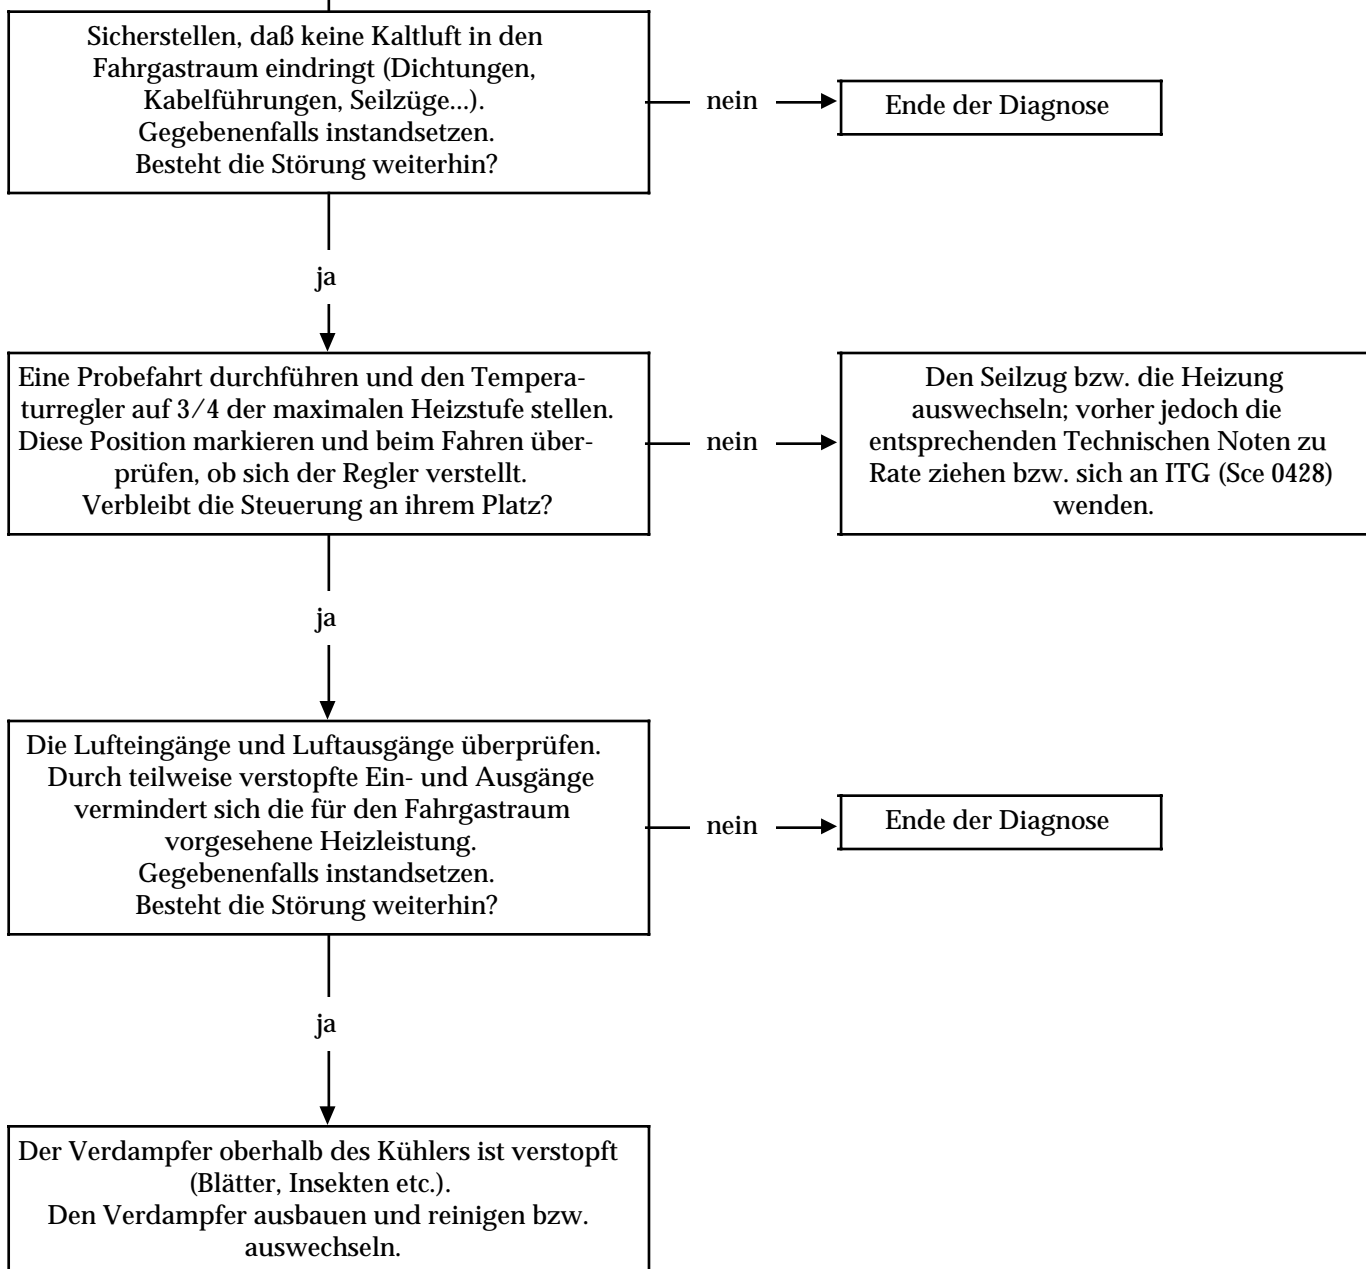 Sicherstellen, daß keine Kaltluft in den
Fahrgastraum eindringt (Dichtungen,
Kabelführungen, Seilzüge...).
Gegebenenfalls instandsetzen.
Besteht die Störung weiterhin?
nein
Ende der Diagnose
ja
Eine Probefahrt durchführen und den Tempera-
turregler auf 3/4 der maximalen Heizstufe stellen.
Diese Position markieren und beim Fahren über-
prüfen, ob sich der Regler verstellt.
Verbleibt die Steuerung an ihrem Platz?
nein
Den Seilzug bzw. die Heizung
auswechseln; vorher jedoch die
entsprechenden Technischen Noten zu
Rate ziehen bzw. sich an ITG (Sce 0428)
wenden.
ja
Die Lufteingänge und Luftausgänge überprüfen.
Durch teilweise verstopfte Ein- und Ausgänge
vermindert sich die für den Fahrgastraum
vorgesehene Heizleistung.
Gegebenenfalls instandsetzen.
Besteht die Störung weiterhin?
nein
Ende der Diagnose
ja
Der Verdampfer oberhalb des Kühlers ist verstopft
(Blätter, Insekten etc.).
Den Verdampfer ausbauen und reinigen bzw.
auswechseln.